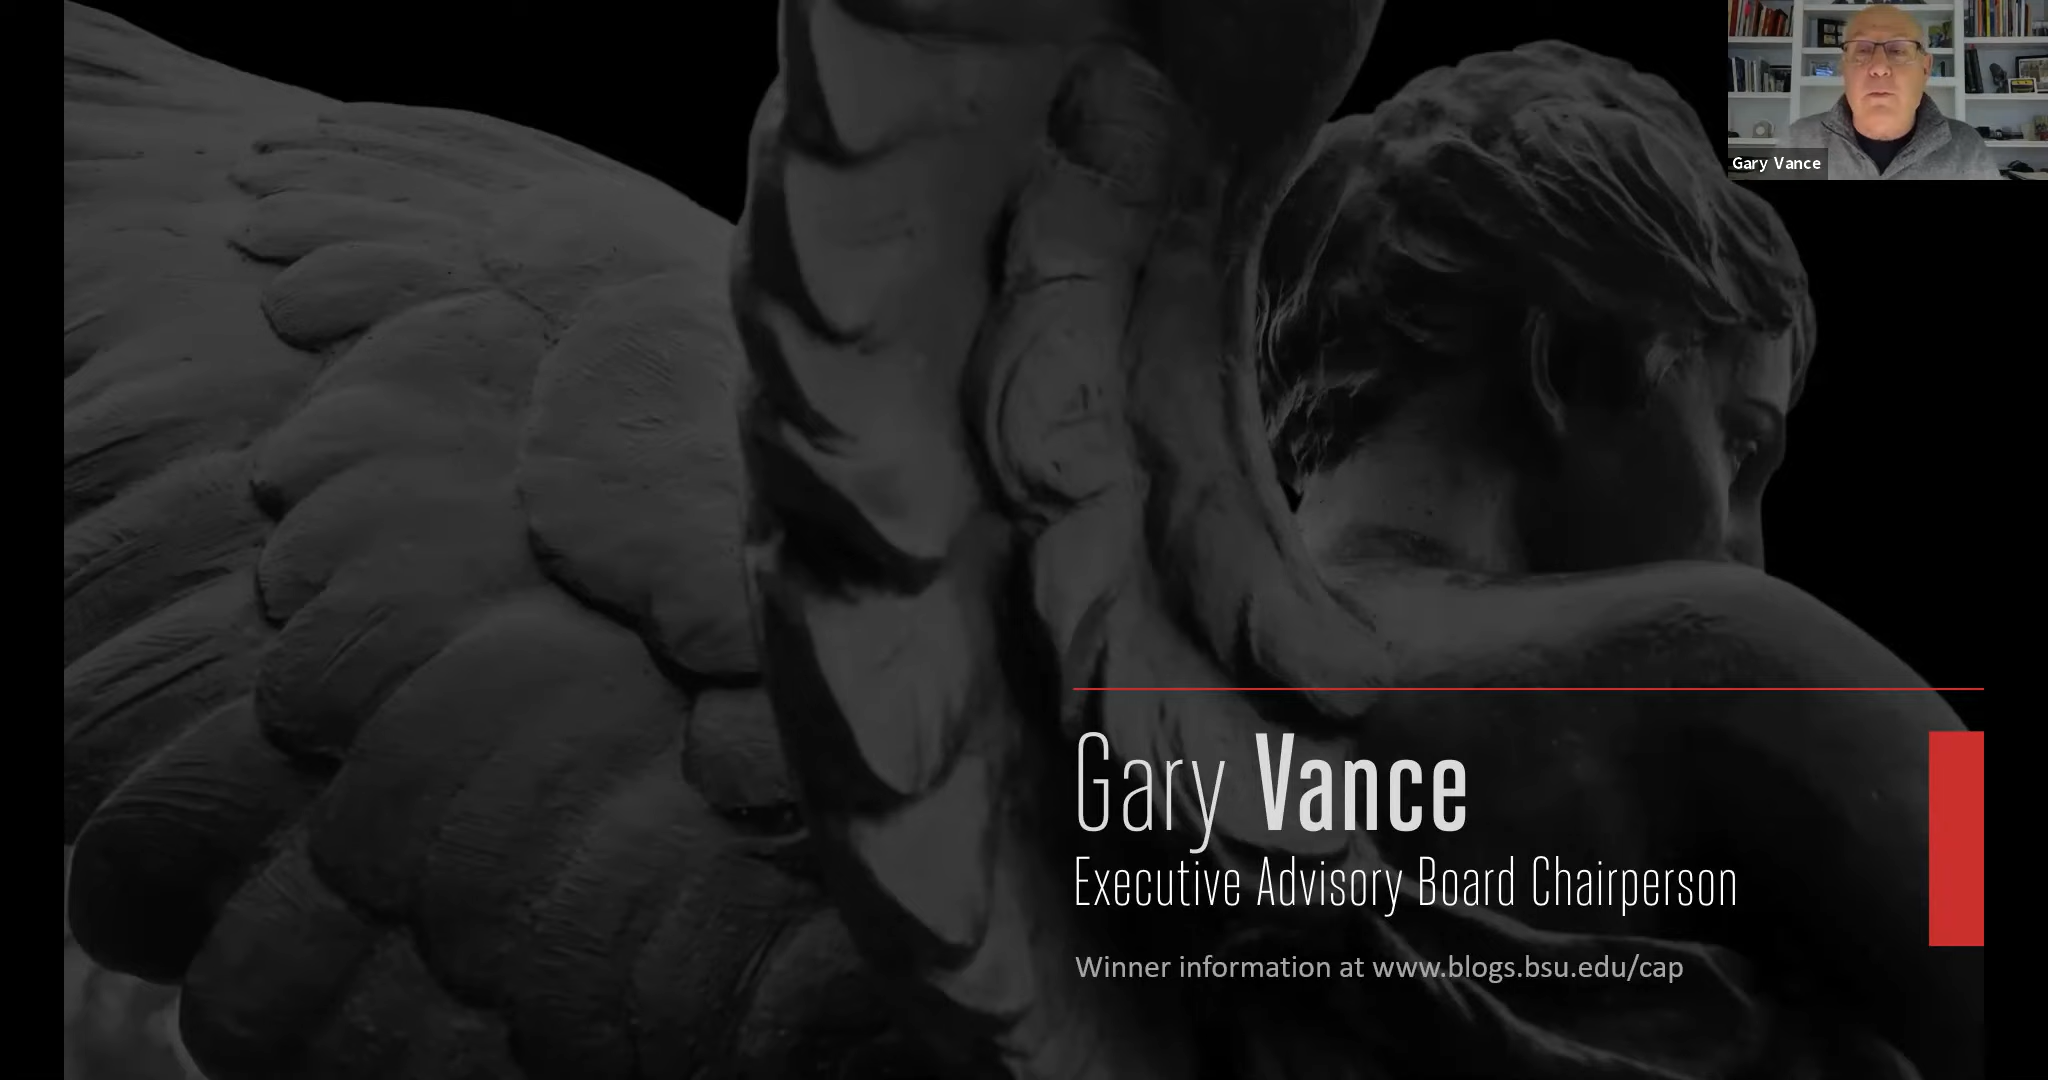 Gary Vance
Gary Vance
Executive Advisory Board Chairperson
Winner information at www.blogs.bsu.edu/cap